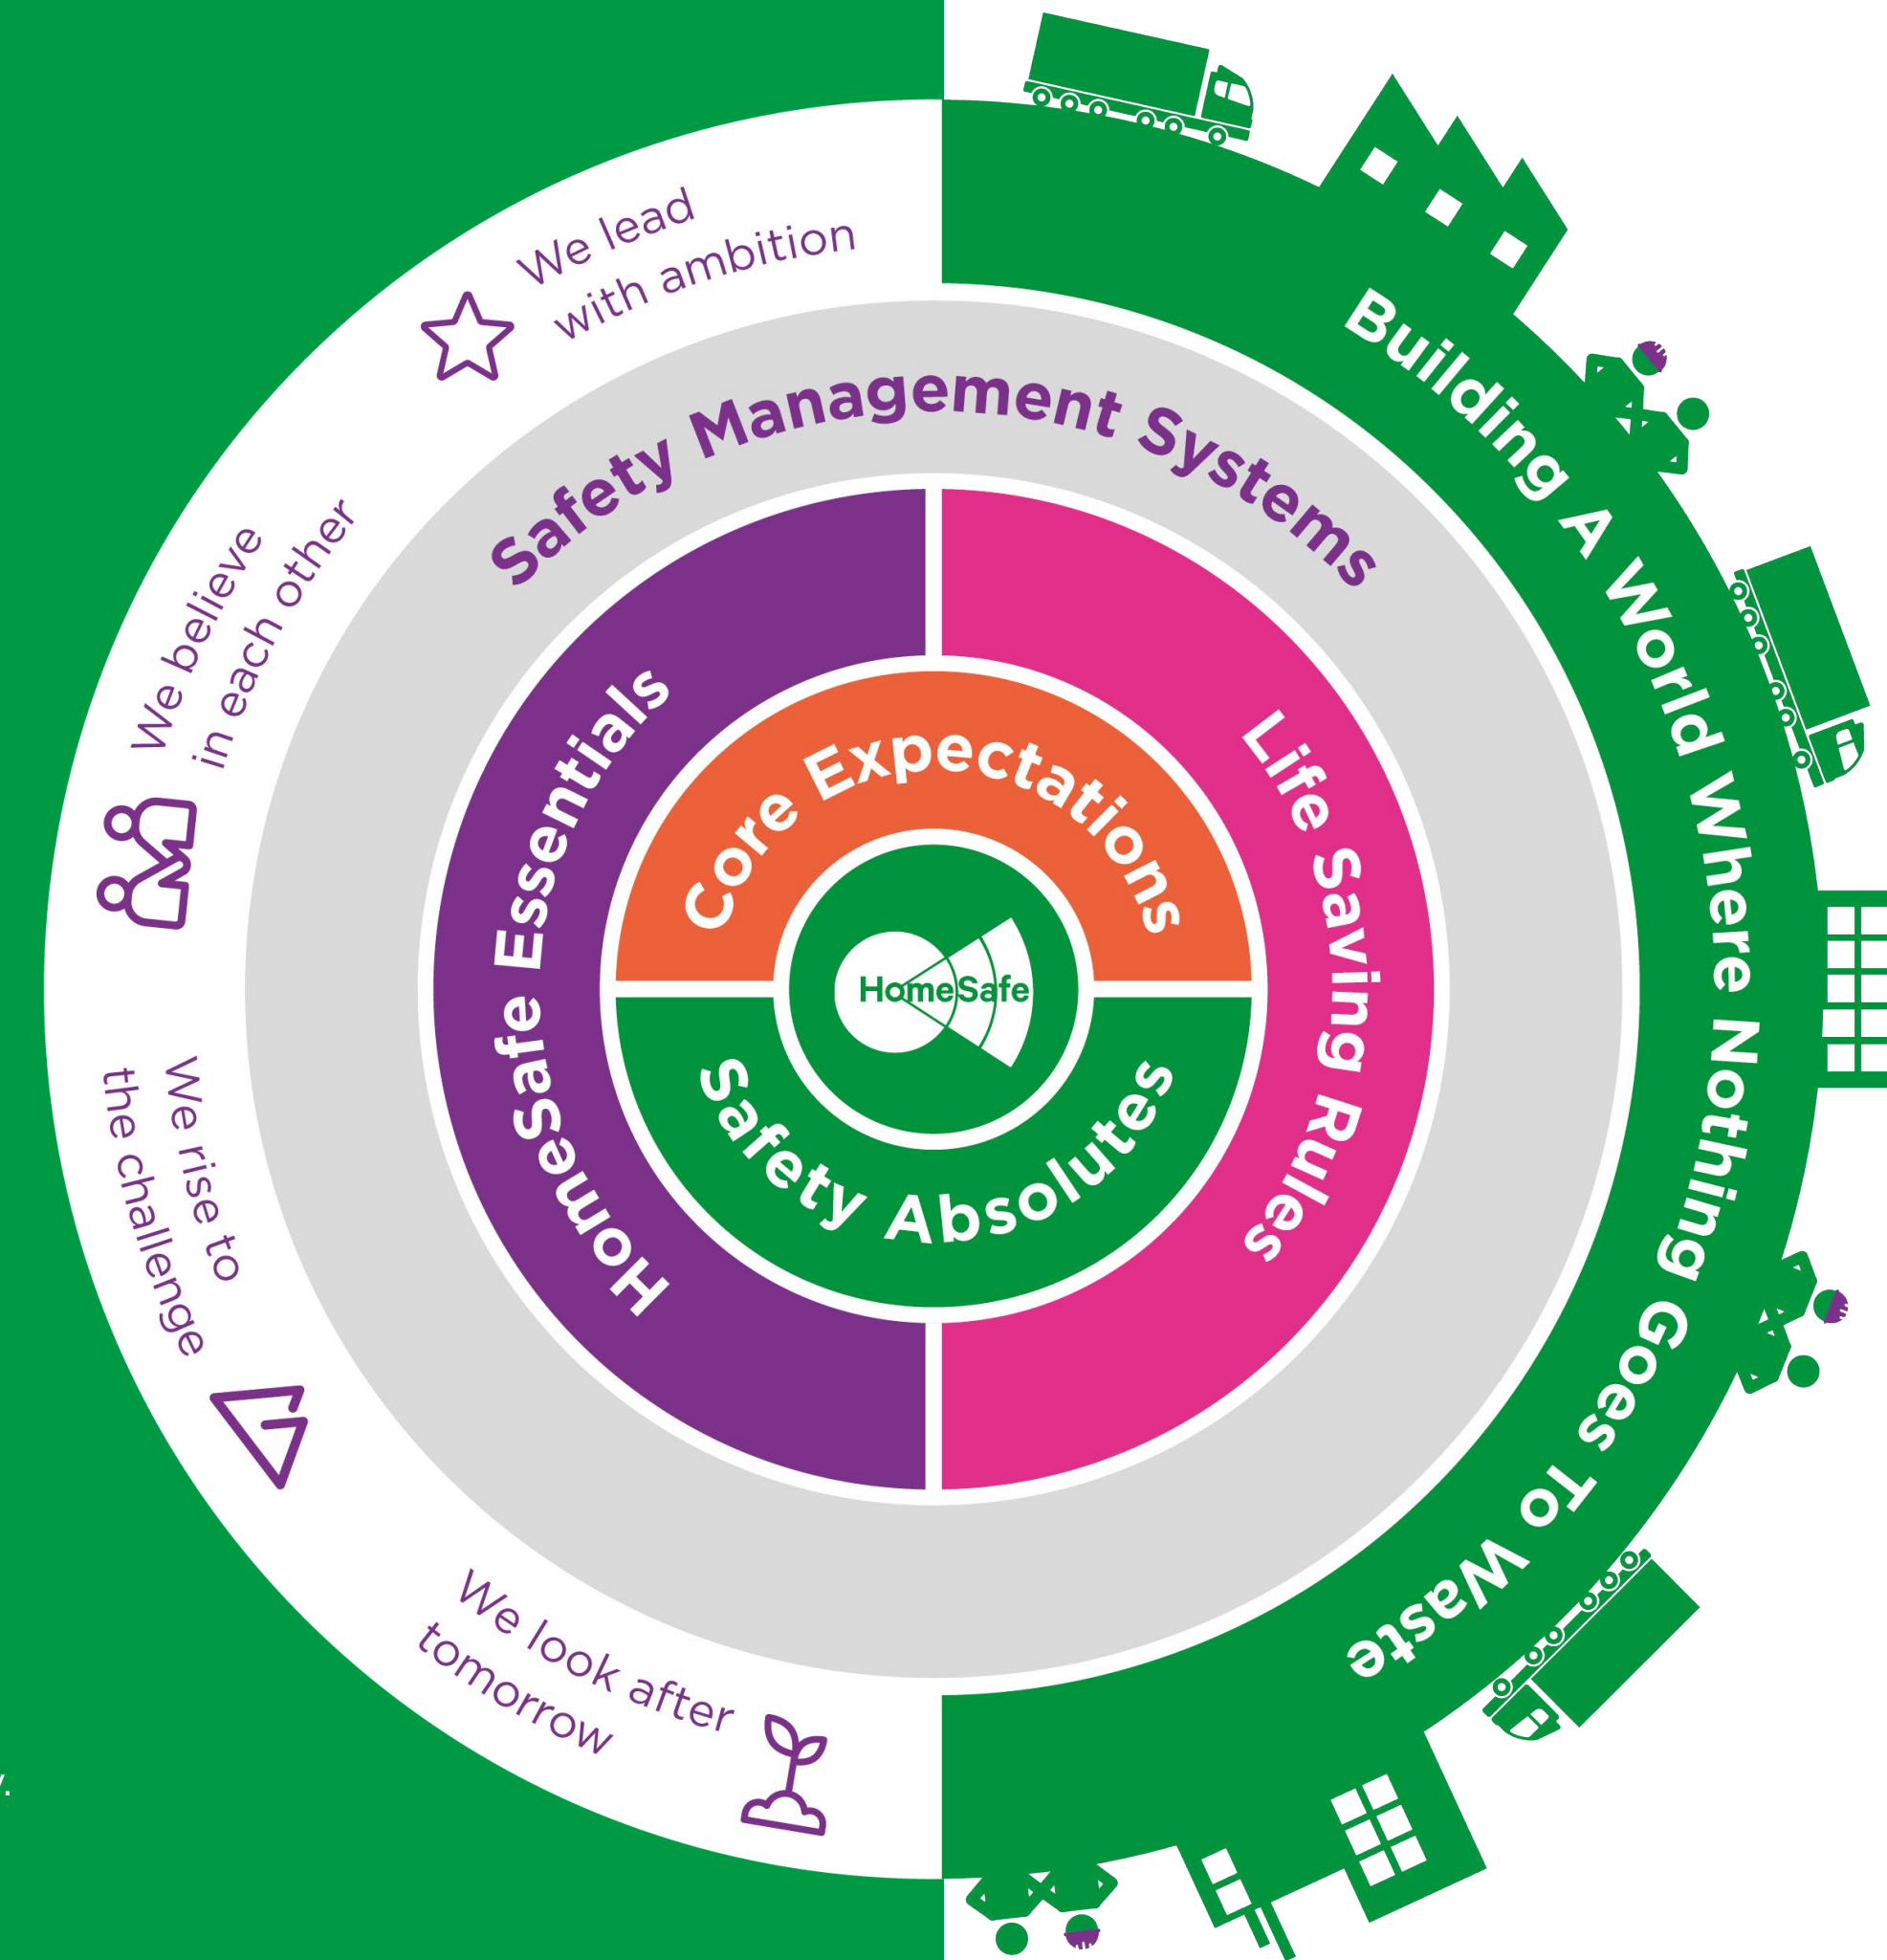 We lead
with ambition
We believe
in each other
We rise to
the challenge
We look after
tomorrow
Safety Management Systems
Building A World Where Nothing Goes To Waste
HomeSafe Essentials
Life Saving Rules
Core Expectations
HomeSafe
Safety Absolutes